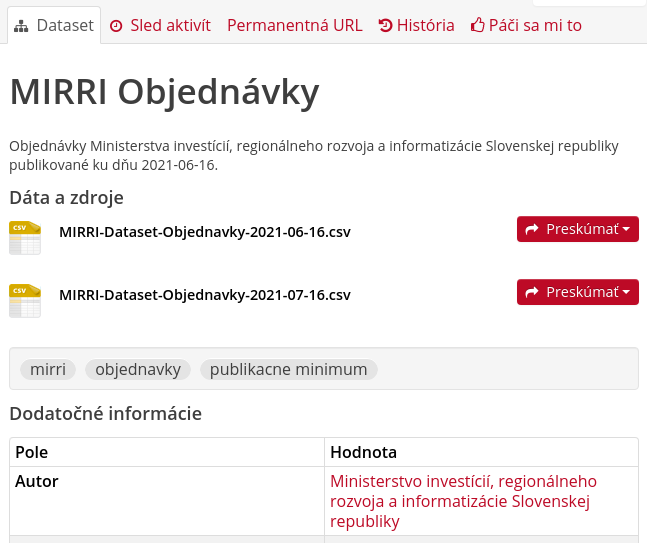 Dataset Sled aktivít Permanentná URL História Páči sa mi to
MIRRI Objednávky
Objednávky Ministerstva investícií, regionálneho rozvoja a informatizácie Slovenskej republiky
publikované ku dňu 2021-06-16.
Dáta a zdroje
CSV MIRRI-Dataset-Objednavky-2021-06-16.csv Preskúmať
CSV MIRRI-Dataset-Objednavky-2021-07-16.csv Preskúmať
mirri objednavky publikacne minimum
Dodatočné informácie
Pole Hodnota
Autor Ministerstvo investícií, regionálneho
rozvoja a informatizácie Slovenskej
republiky